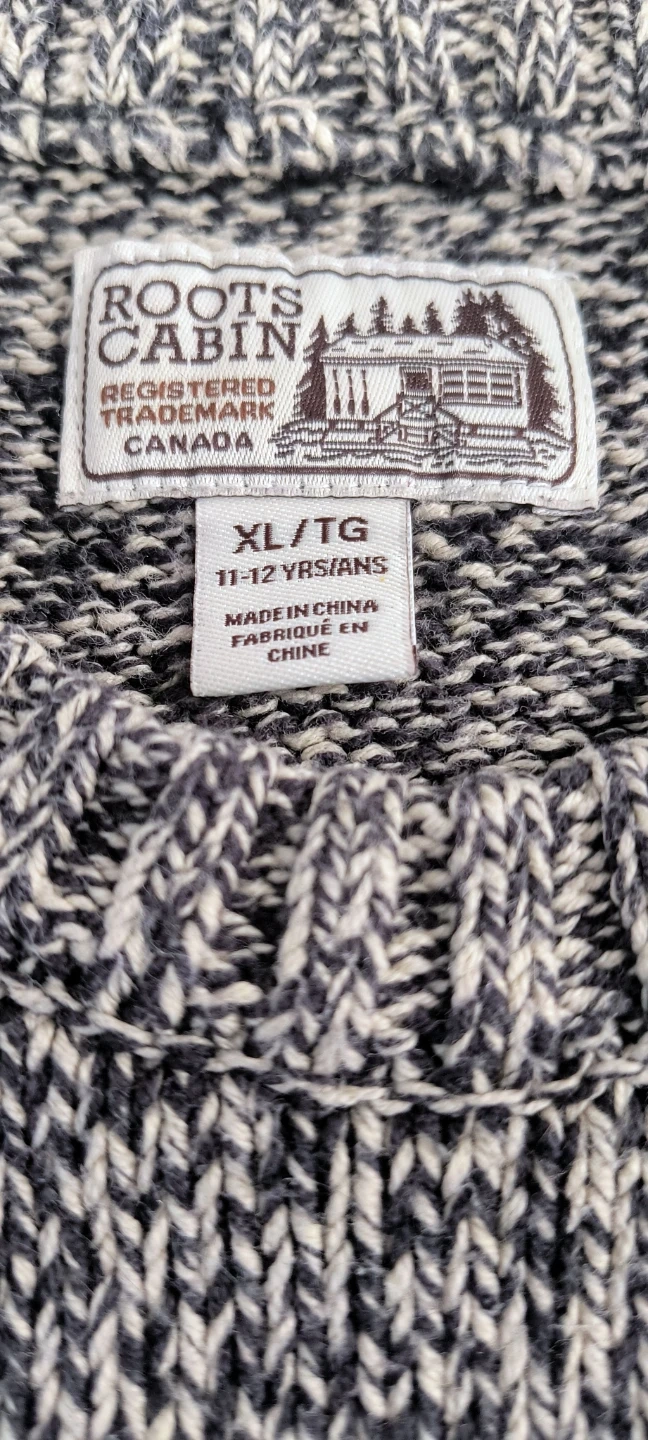 ROOTS
CABIN
REGISTERED
TRADEMARK
CANADA
XL/TG
11-12 YRS/ANS
MADE IN CHINA
FABRIQUÉ EN
CHINE